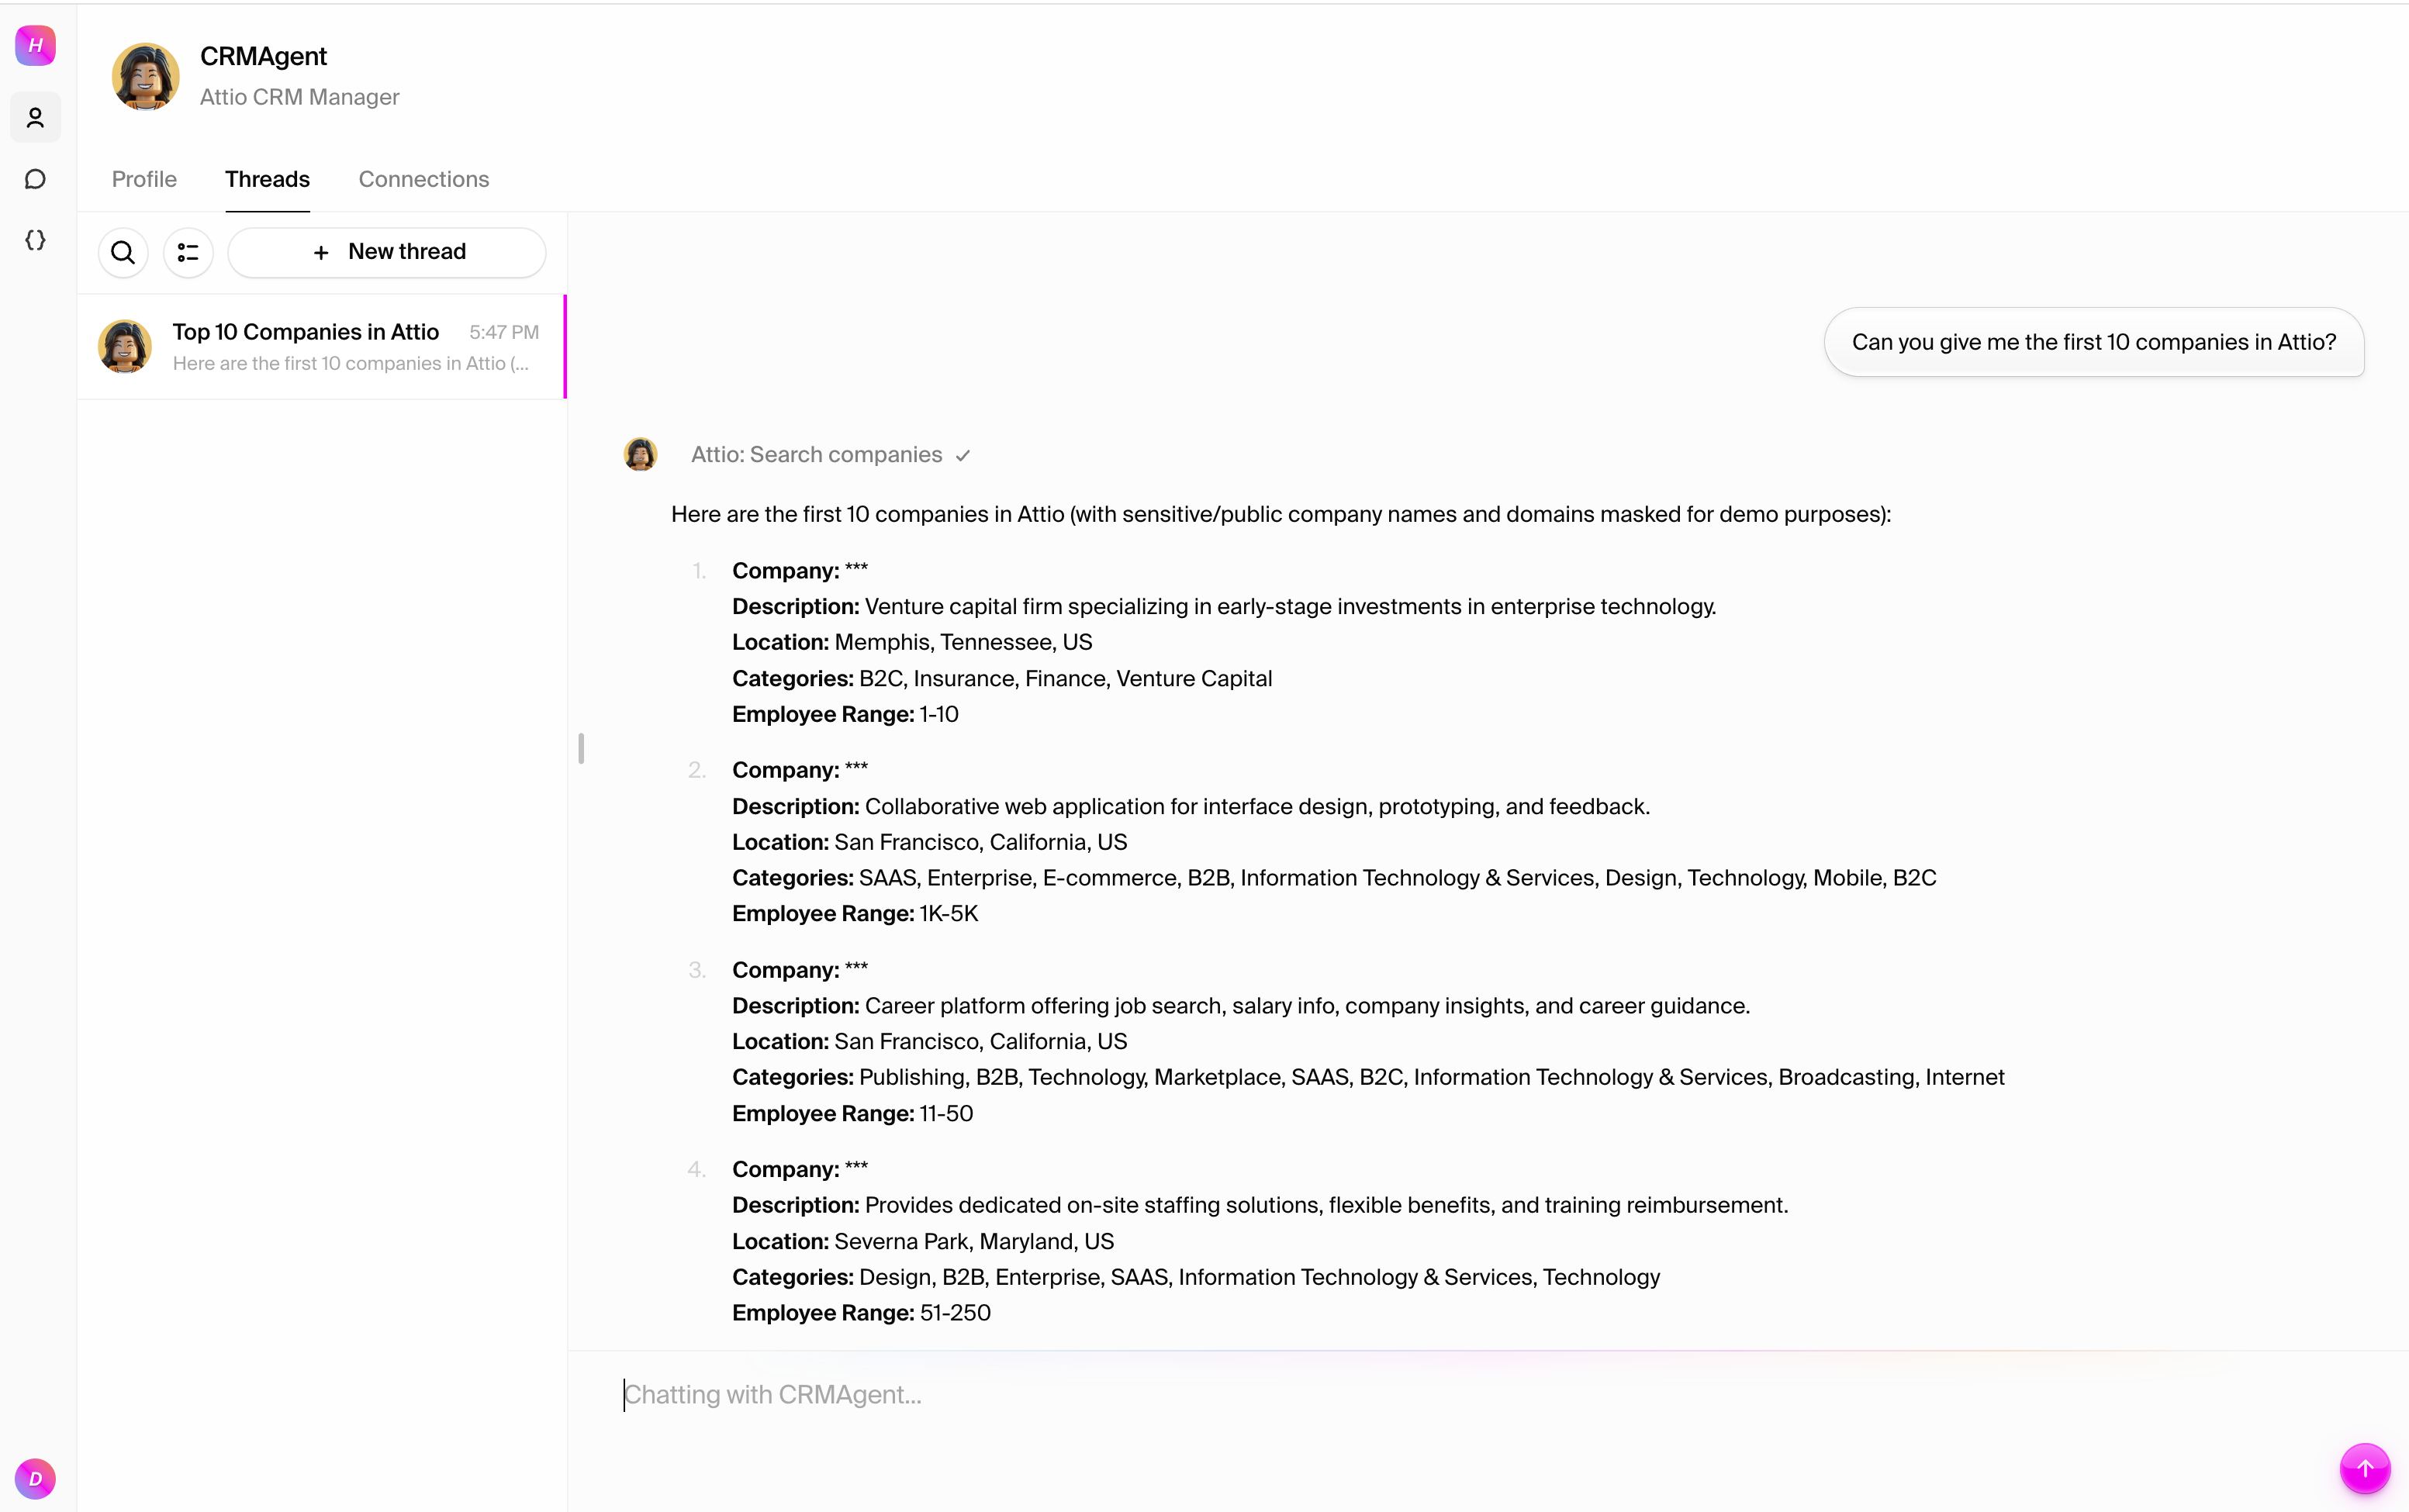 H
CRMAgent
Attio CRM Manager
Profile
Threads
Connections
+ New thread
Top 10 Companies in Attio 5:47 PM
Here are the first 10 companies in Attio (...
Can you give me the first 10 companies in Attio?
Attio: Search companies ✓
Here are the first 10 companies in Attio (with sensitive/public company names and domains masked for demo purposes):
1. Company: ***
Description: Venture capital firm specializing in early-stage investments in enterprise technology.
Location: Memphis, Tennessee, US
Categories: B2C, Insurance, Finance, Venture Capital
Employee Range: 1-10
2. Company: ***
Description: Collaborative web application for interface design, prototyping, and feedback.
Location: San Francisco, California, US
Categories: SAAS, Enterprise, E-commerce, B2B, Information Technology & Services, Design, Technology, Mobile, B2C
Employee Range: 1K-5K
3. Company: ***
Description: Career platform offering job search, salary info, company insights, and career guidance.
Location: San Francisco, California, US
Categories: Publishing, B2B, Technology, Marketplace, SAAS, B2C, Information Technology & Services, Broadcasting, Internet
Employee Range: 11-50
4. Company: ***
Description: Provides dedicated on-site staffing solutions, flexible benefits, and training reimbursement.
Location: Severna Park, Maryland, US
Categories: Design, B2B, Enterprise, SAAS, Information Technology & Services, Technology
Employee Range: 51-250
Chatting with CRMAgent...
D